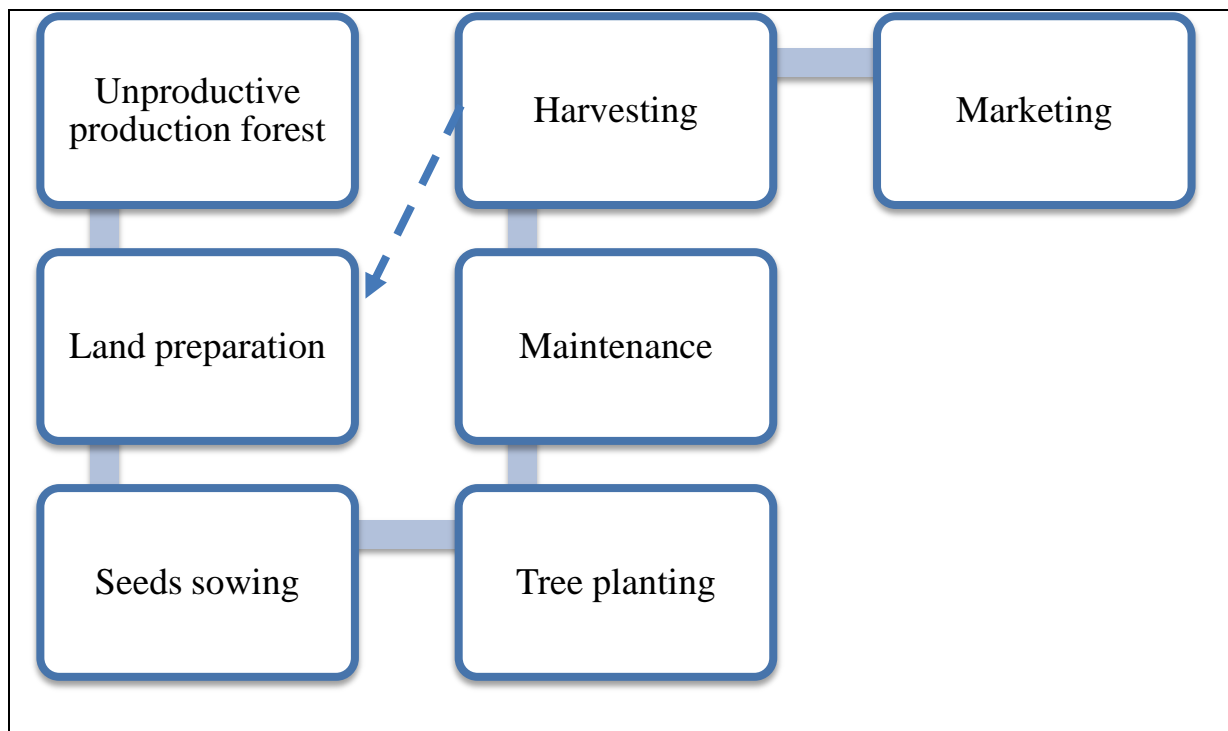 Unproductive
production forest
Harvesting
Marketing
Land preparation
Maintenance
Seeds sowing
Tree planting